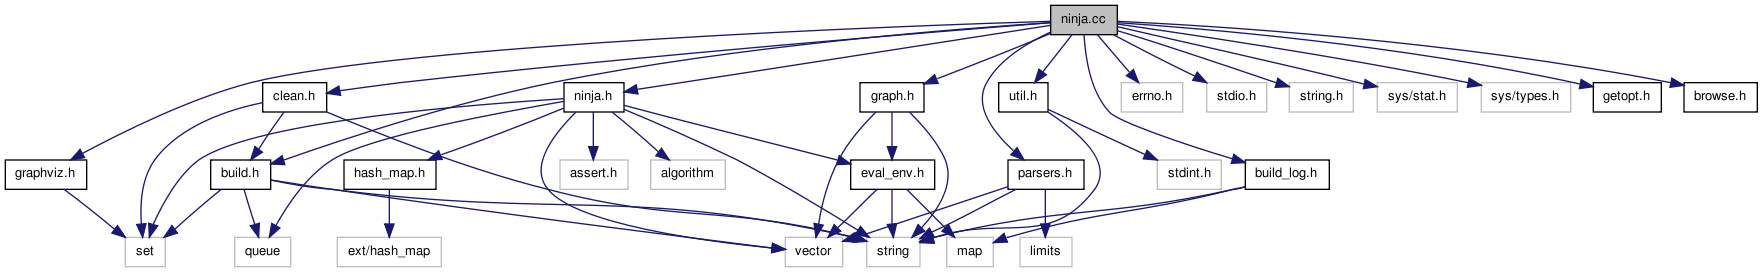 ninja.cc
clean.h
ninja.h
graph.h
util.h
errno.h
stdio.h
string.h
sys/stat.h
sys/types.h
getopt.h
browse.h
graphviz.h
build.h
hash_map.h
assert.h
algorithm
eval_env.h
parsers.h
stdint.h
build_log.h
set
queue
ext/hash_map
vector
string
map
limits